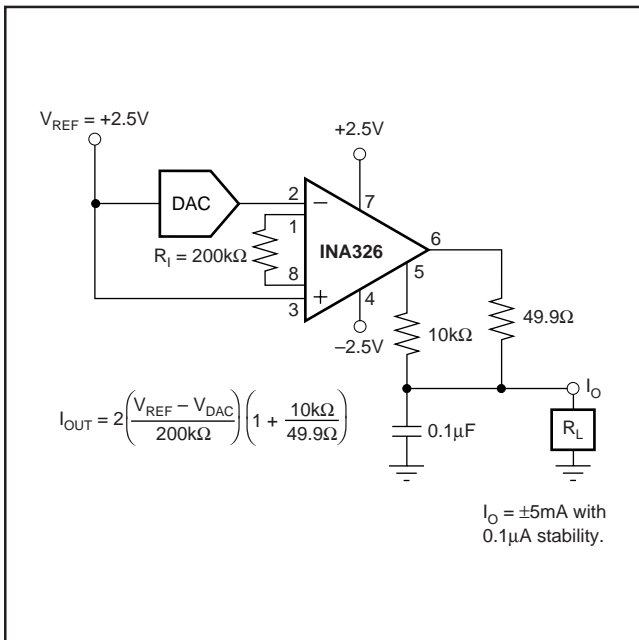 V_REF = +2.5V
+2.5V
DAC
2
−
7
1
R_I = 200kΩ
INA326
6
8
5
+
3
4
−2.5V
10kΩ
49.9Ω
I_OUT = 2(V_REF − V_DAC / 200kΩ)(1 + 10kΩ / 49.9Ω)
0.1µF
I_O
R_L
I_O = ±5mA with
0.1µA stability.